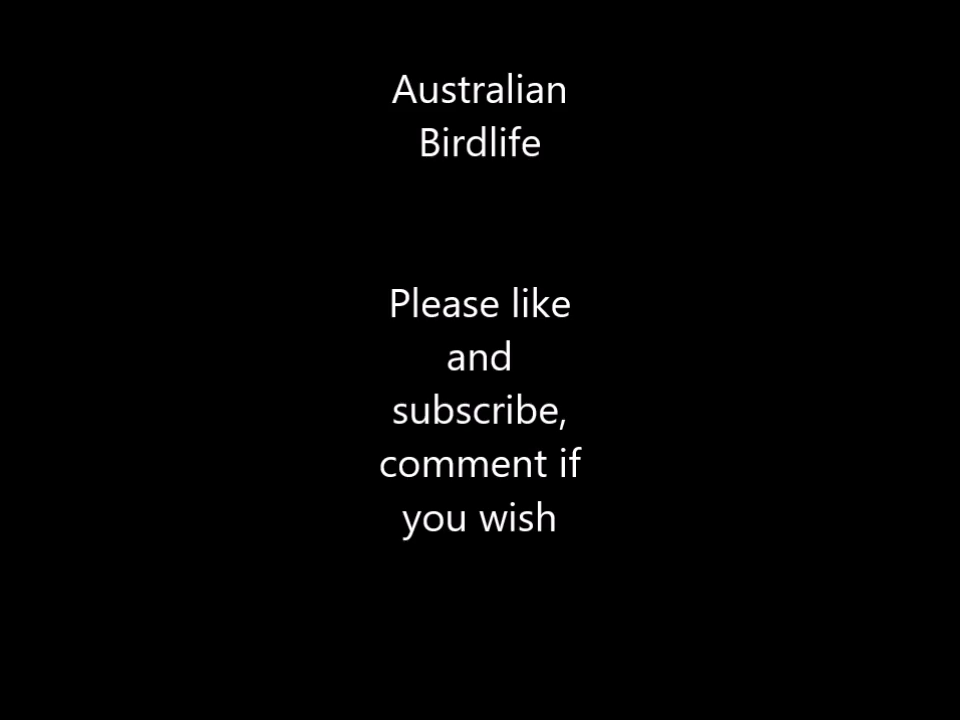 Australian
Birdlife
Please like
and
subscribe,
comment if
you wish